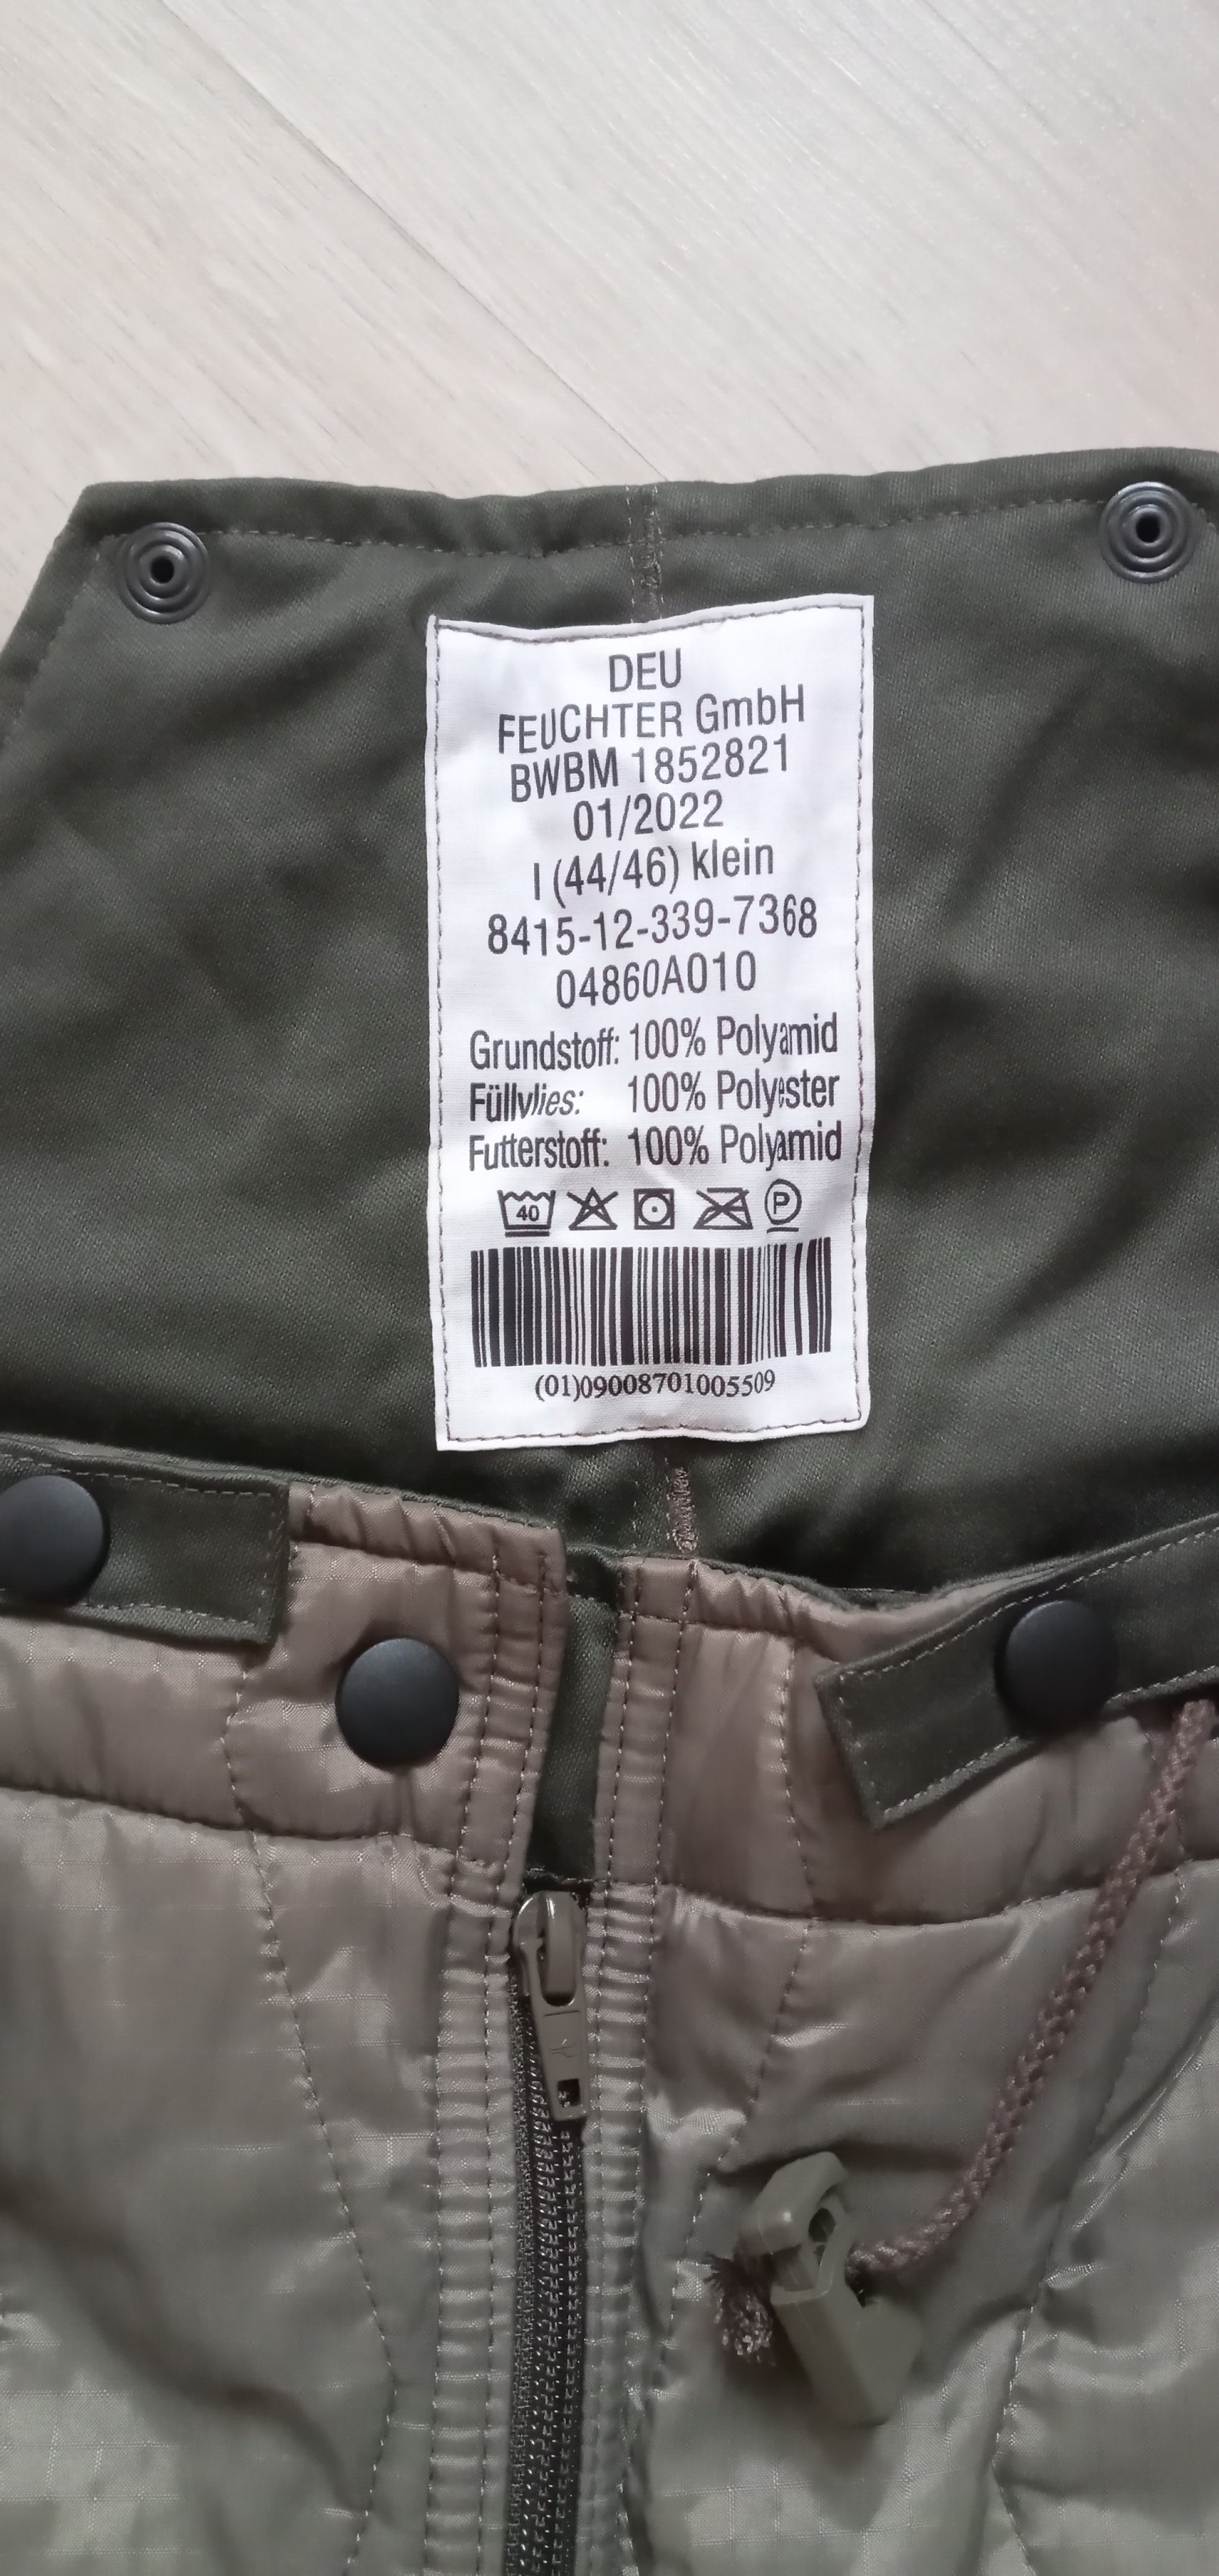 DEU
FEUCHTER GmbH
BWBM 1852821
01/2022
I (44/46) klein
8415-12-339-7368
04860A010
Grundstoff: 100% Polyamid
Füllvlies: 100% Polyester
Futterstoff: 100% Polyamid
40 P
(01)09008701005509